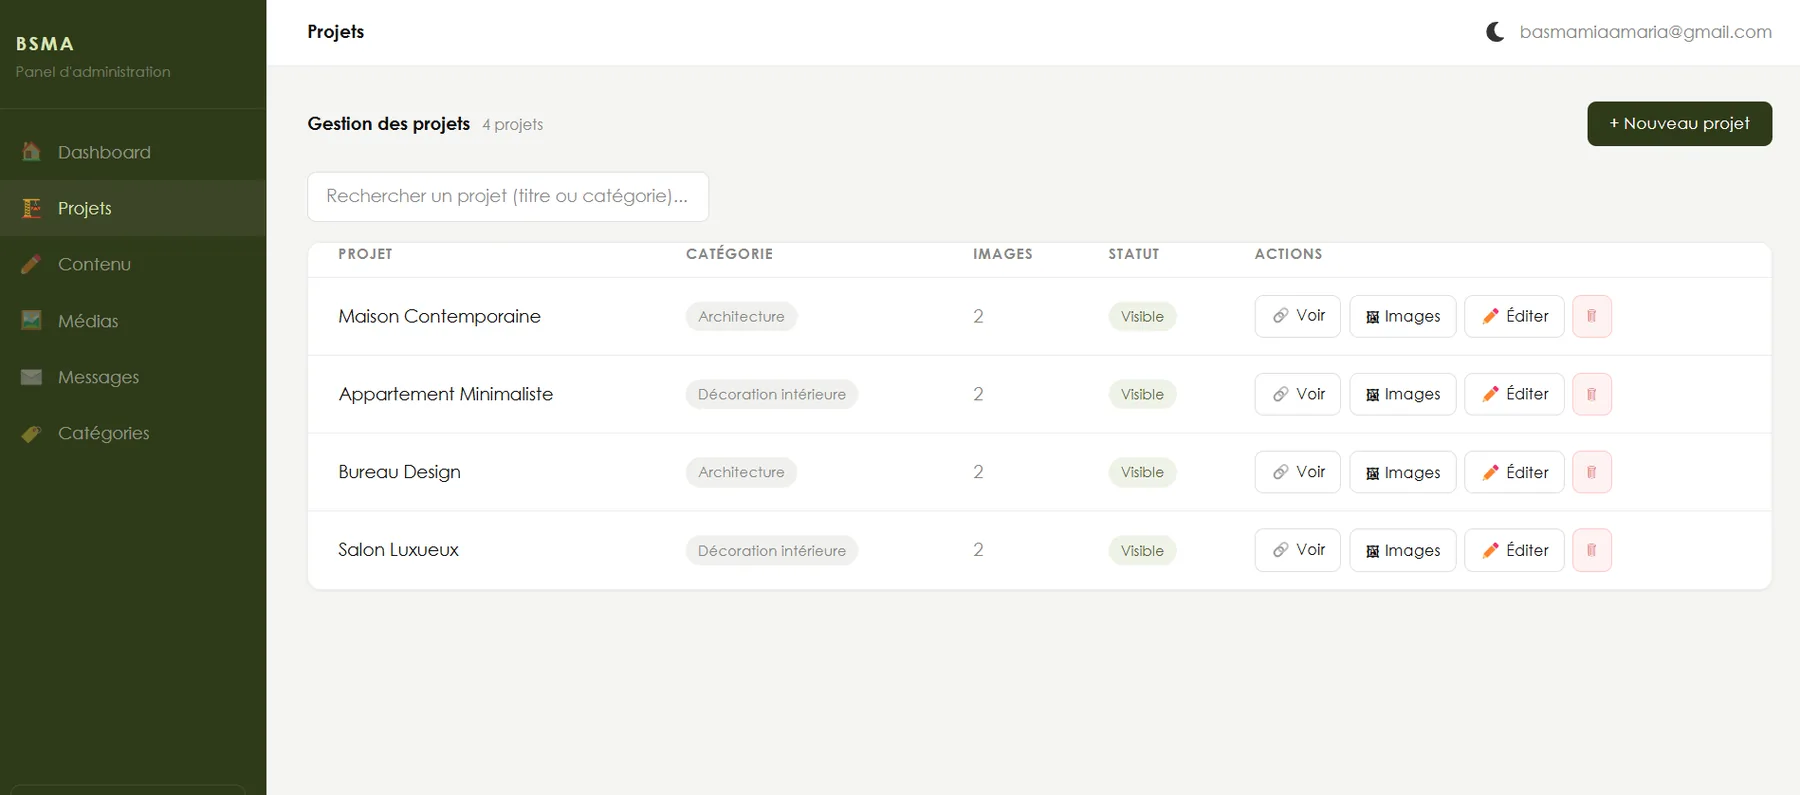 BSMA
Panel d'administration
Dashboard
Projets
Contenu
Médias
Messages
Catégories
Projets
basmamiaamaria@gmail.com
Gestion des projets 4 projets
+ Nouveau projet
Rechercher un projet (titre ou catégorie)...
PROJET CATÉGORIE IMAGES STATUT ACTIONS
Maison Contemporaine Architecture 2 Visible Voir Images Éditer
Appartement Minimaliste Décoration intérieure 2 Visible Voir Images Éditer
Bureau Design Architecture 2 Visible Voir Images Éditer
Salon Luxueux Décoration intérieure 2 Visible Voir Images Éditer